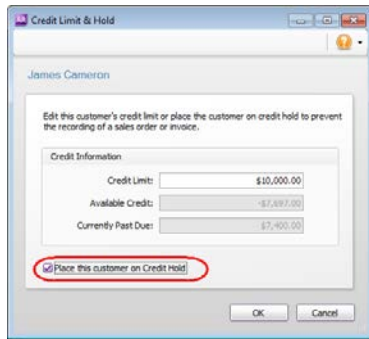 Credit Limit & Hold
James Cameron
Edit this customer's credit limit or place the customer on credit hold to prevent
the recording of a sales order or invoice.
Credit Information
Credit Limit: $10,000.00
Available Credit: -$7,697.00
Currently Past Due: $7,400.00
Place this customer on Credit Hold
OK Cancel